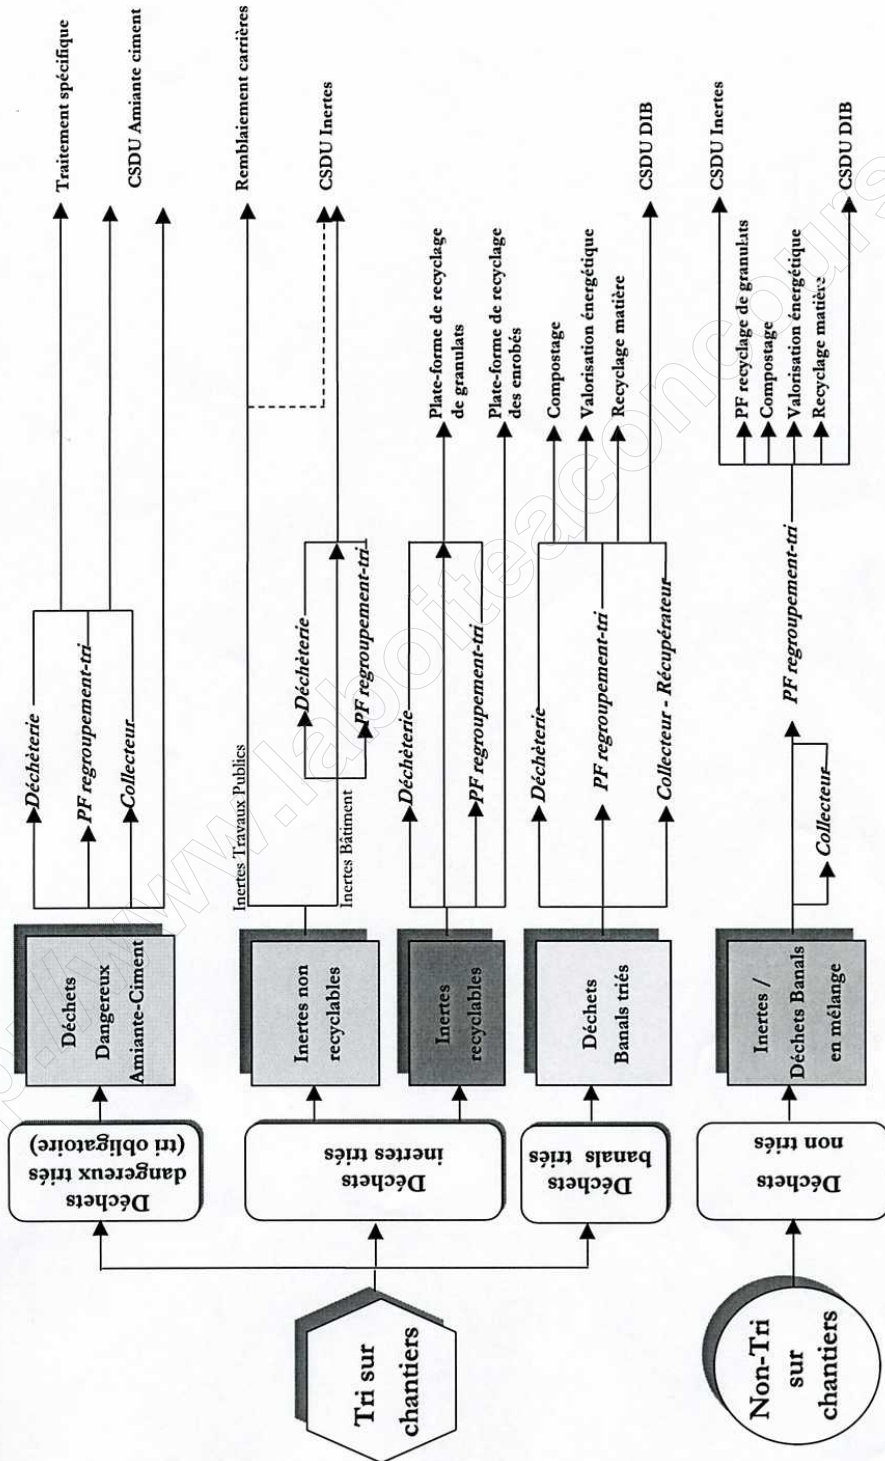 Tri sur
chantiers
Non-Tri
sur
chantiers
Déchets
dangereux triés
(tri obligatoire)
Déchets
inertes triés
Déchets
banals triés
Déchets
non triés
Déchets
Dangereux
Amiante-Ciment
Inertes non
recyclables
Inertes
recyclables
Déchets
Banals triés
Inertes /
Déchets Banals
en mélange
Déchèterie
PF regroupement-tri
Collecteur
Traitement spécifique
CSDU Amiante ciment
Inertes Travaux Publics
Inertes Bâtiment
Déchèterie
PF regroupement-tri
Remblaiement carrières
CSDU Inertes
Déchèterie
PF regroupement-tri
Plate-forme de recyclage
de granulats
Plate-forme de recyclage
des enrobés
Déchèterie
PF regroupement-tri
Collecteur - Récupérateur
Compostage
Valorisation énergétique
Recyclage matière
CSDU DIB
Collecteur
PF regroupement-tri
CSDU Inertes
PF recyclage de granulats
Compostage
Valorisation énergétique
Recyclage matière
CSDU DIB
http://www.laboiteaconcours